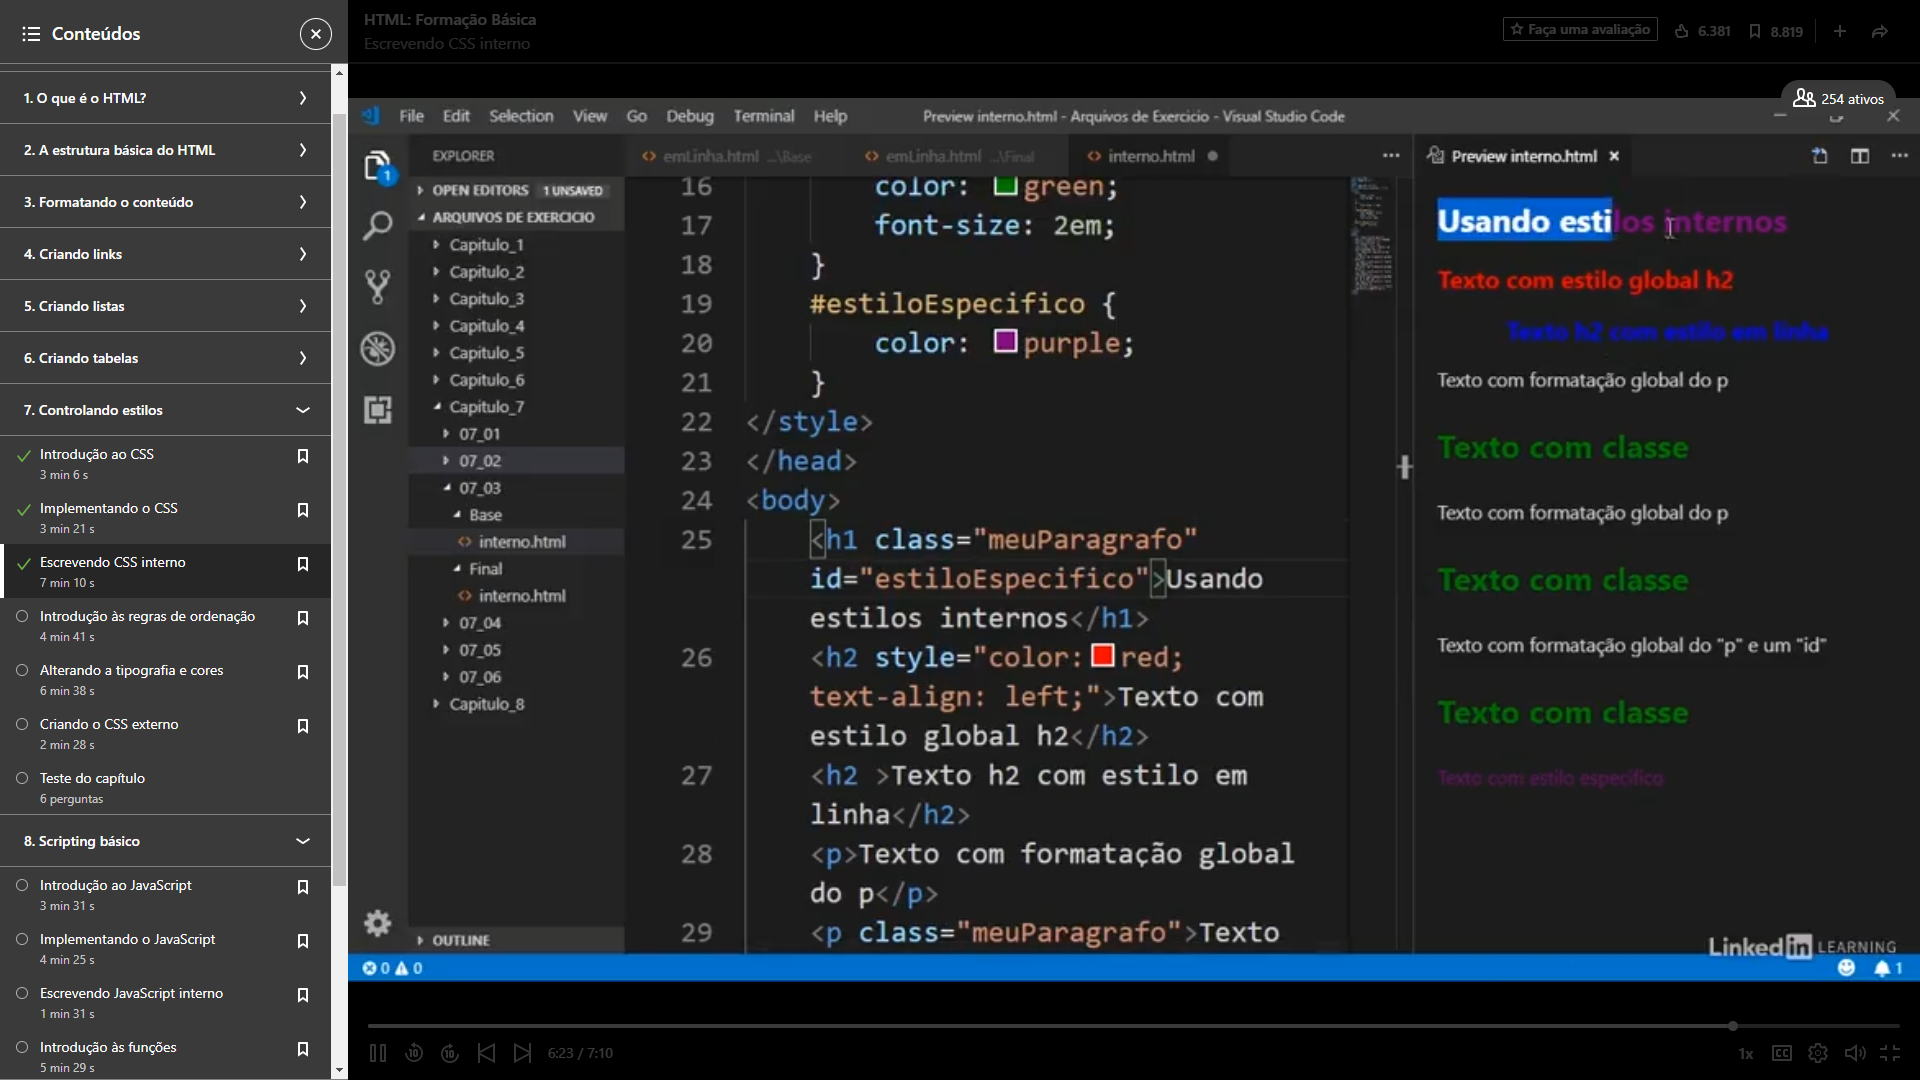 Conteúdos
1. O que é o HTML?
2. A estrutura básica do HTML
3. Formatando o conteúdo
4. Criando links
5. Criando listas
6. Criando tabelas
7. Controlando estilos
Introdução ao CSS
3 min 6 s
Implementando o CSS
3 min 21 s
Escrevendo CSS interno
7 min 10 s
Introdução às regras de ordenação
4 min 41 s
Alterando a tipografia e cores
6 min 38 s
Criando o CSS externo
2 min 28 s
Teste do capítulo
6 perguntas
8. Scripting básico
Introdução ao JavaScript
3 min 31 s
Implementando o JavaScript
4 min 25 s
Escrevendo JavaScript interno
1 min 31 s
Introdução às funções
5 min 29 s
HTML: Formação Básica
Escrevendo CSS interno
Faça uma avaliação
6.381
8.819
254 ativos
File Edit Selection View Go Debug Terminal Help
Preview interno.html - Arquivos de Exercicio - Visual Studio Code
1
EXPLORER
OPEN EDITORS 1 UNSAVED
ARQUIVOS DE EXERCICIO
Capitulo_1
Capitulo_2
Capitulo_3
Capitulo_4
Capitulo_5
Capitulo_6
Capitulo_7
07_01
07_02
07_03
Base
interno.html
Final
interno.html
07_04
07_05
07_06
Capitulo_8
OUTLINE
emLinha.html ...\Base
emLinha.html ...\Final
interno.html
16 color: green;
17 font-size: 2em;
18 }
19 #estiloEspecifico {
20 color: purple;
21 }
22 </style>
23 </head>
24 <body>
25 <h1 class="meuParagrafo"
id="estiloEspecifico">Usando
estilos internos</h1>
26 <h2 style="color: red;
text-align: left;">Texto com
estilo global h2</h2>
27 <h2 >Texto h2 com estilo em
linha</h2>
28 <p>Texto com formatação global
do p</p>
29 <p class="meuParagrafo">Texto
Preview interno.html
Usando estilos internos
Texto com estilo global h2
Texto h2 com estilo em linha
Texto com formatação global do p
Texto com classe
Texto com formatação global do p
Texto com classe
Texto com formatação global do "p" e um "id"
Texto com classe
Texto com estilo especifico
LinkedIn LEARNING
0 0
1
10
10
6:23 / 7:10
1x
CC